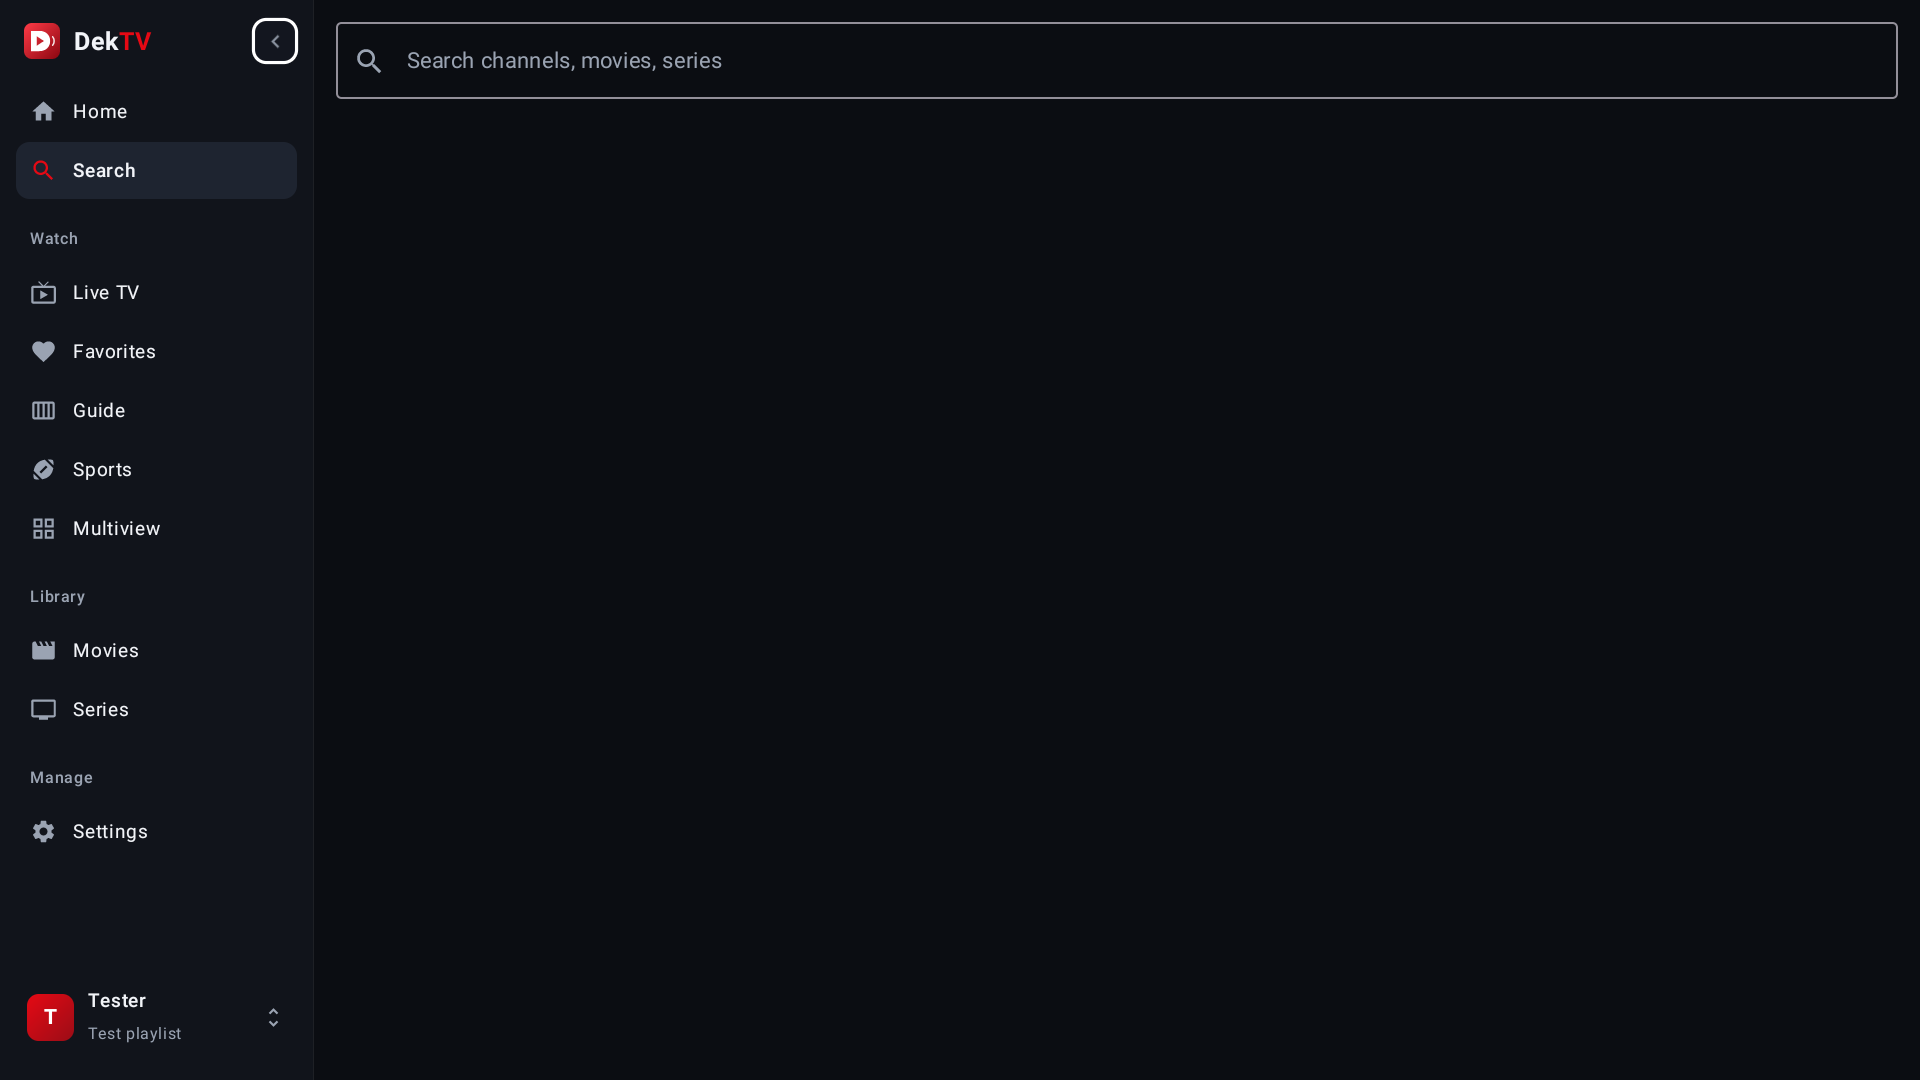 DekTV
Search channels, movies, series
Home
Search
Watch
Live TV
Favorites
Guide
Sports
Multiview
Library
Movies
Series
Manage
Settings
T
Tester
Test playlist